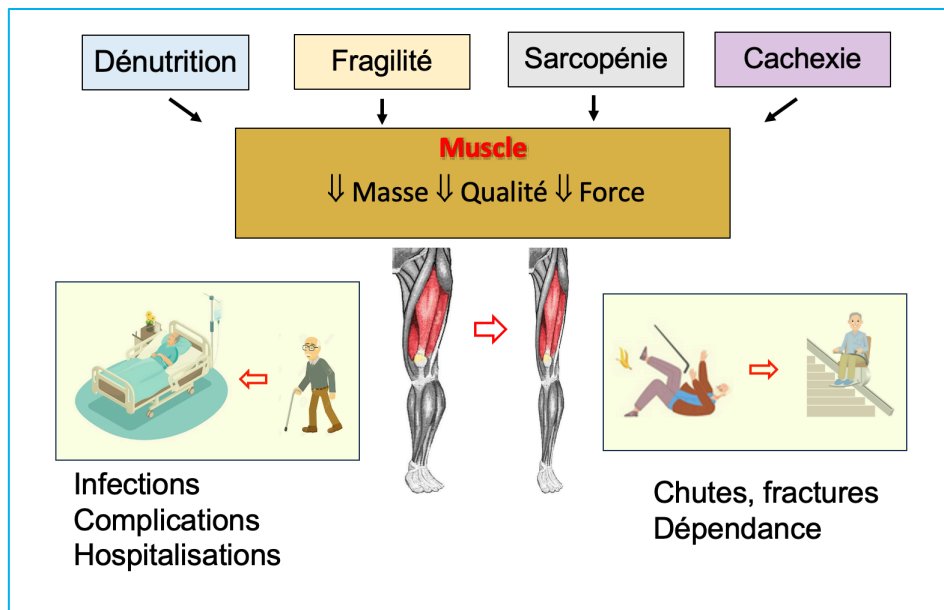 Dénutrition
Fragilité
Sarcopénie
Cachexie
Muscle
⇓ Masse ⇓ Qualité ⇓ Force
Infections
Complications
Hospitalisations
Chutes, fractures
Dépendance